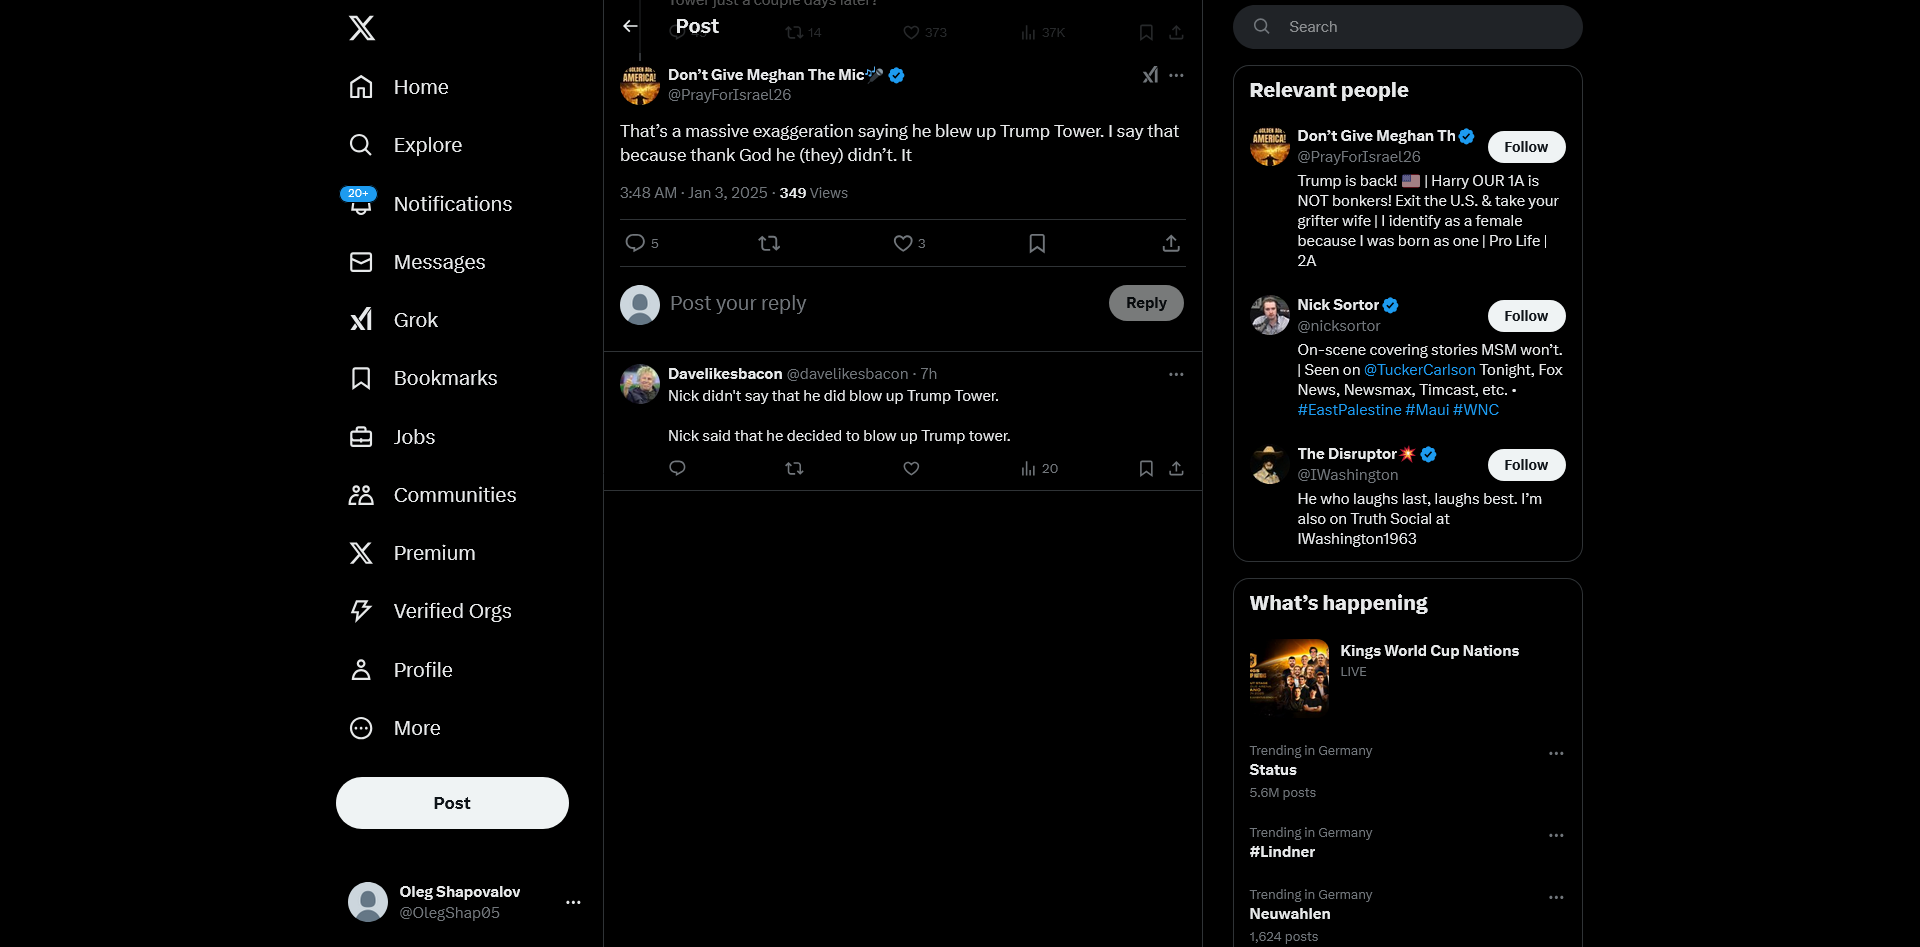 Home
Explore
20+
Notifications
Messages
Grok
Bookmarks
Jobs
Communities
Premium
Verified Orgs
Profile
More
Post
Oleg Shapovalov
@OlegShap05
Tower just a couple days later?
Post
14
373
37K
Don’t Give Meghan The Mic
@PrayForIsrael26
That’s a massive exaggeration saying he blew up Trump Tower. I say that
because thank God he (they) didn’t. It
3:48 AM · Jan 3, 2025 · 349 Views
5
3
Post your reply
Reply
Davelikesbacon @davelikesbacon · 7h
Nick didn't say that he did blow up Trump Tower.
Nick said that he decided to blow up Trump tower.
20
Search
Relevant people
Don’t Give Meghan Th
@PrayForIsrael26
Follow
Trump is back! | Harry OUR 1A is
NOT bonkers! Exit the U.S. & take your
grifter wife | I identify as a female
because I was born as one | Pro Life |
2A
Nick Sortor
@nicksortor
Follow
On-scene covering stories MSM won’t.
| Seen on @TuckerCarlson Tonight, Fox
News, Newsmax, Timcast, etc. •
#EastPalestine #Maui #WNC
The Disruptor
@IWashington
Follow
He who laughs last, laughs best. I’m
also on Truth Social at
IWashington1963
What’s happening
Kings World Cup Nations
LIVE
Trending in Germany
Status
5.6M posts
Trending in Germany
#Lindner
Trending in Germany
Neuwahlen
1,624 posts